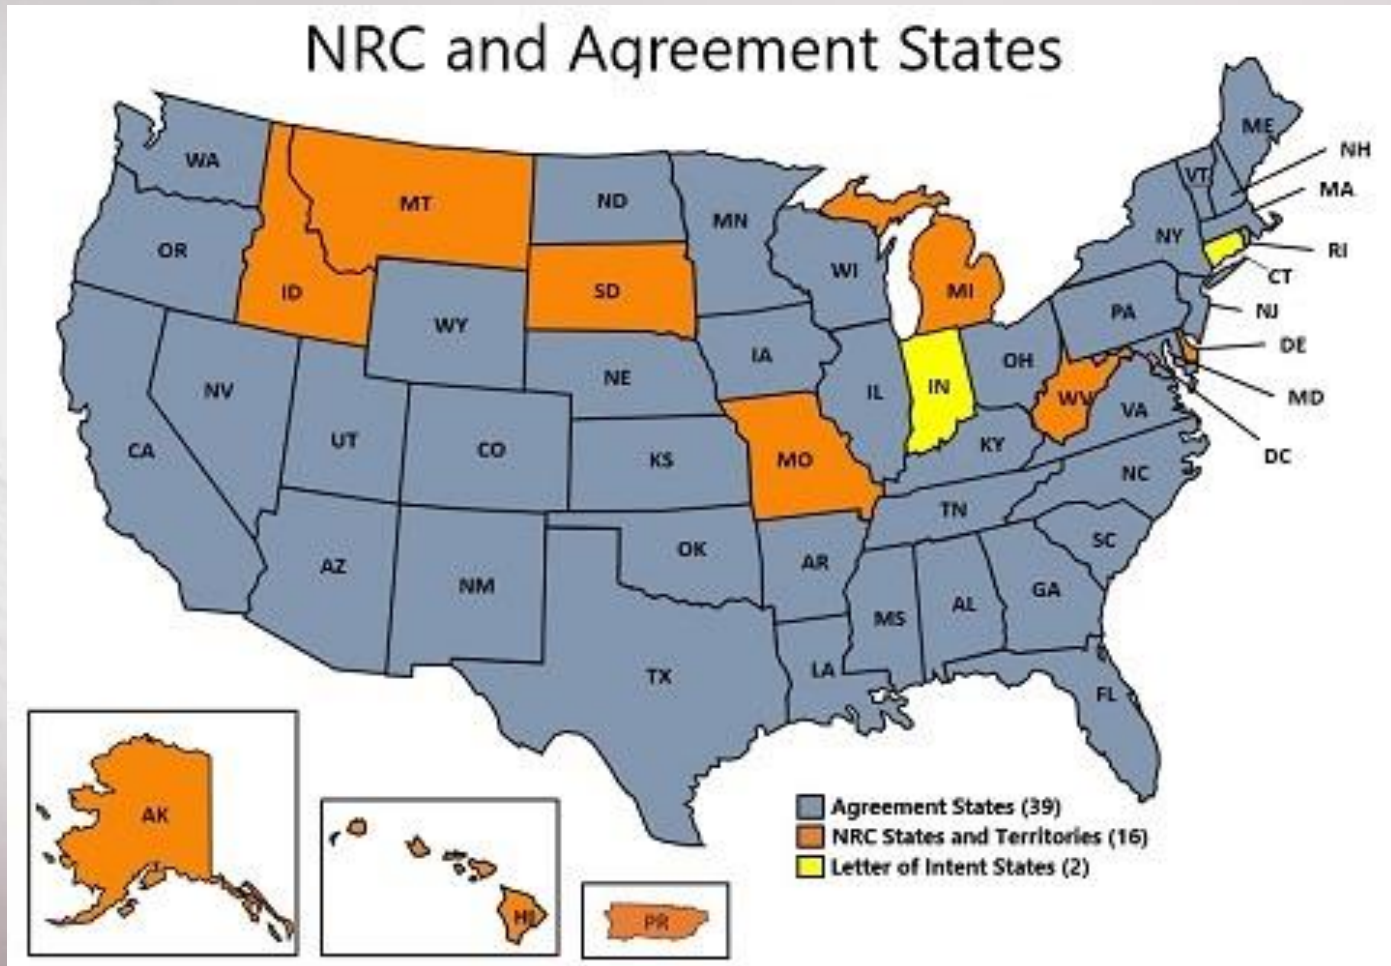 NRC and Agreement States
WA
MT
ND
MN
ME
NH
VT
MA
OR
ID
SD
WI
MI
NY
RI
CT
WY
NJ
PA
DE
IA
NE
OH
MD
NV
IL
IN
WV
VA
DC
UT
CO
KS
MO
KY
CA
NC
TN
SC
AZ
NM
OK
AR
GA
AL
MS
TX
LA
FL
AK
HI
PR
Agreement States (39)
NRC States and Territories (16)
Letter of Intent States (2)